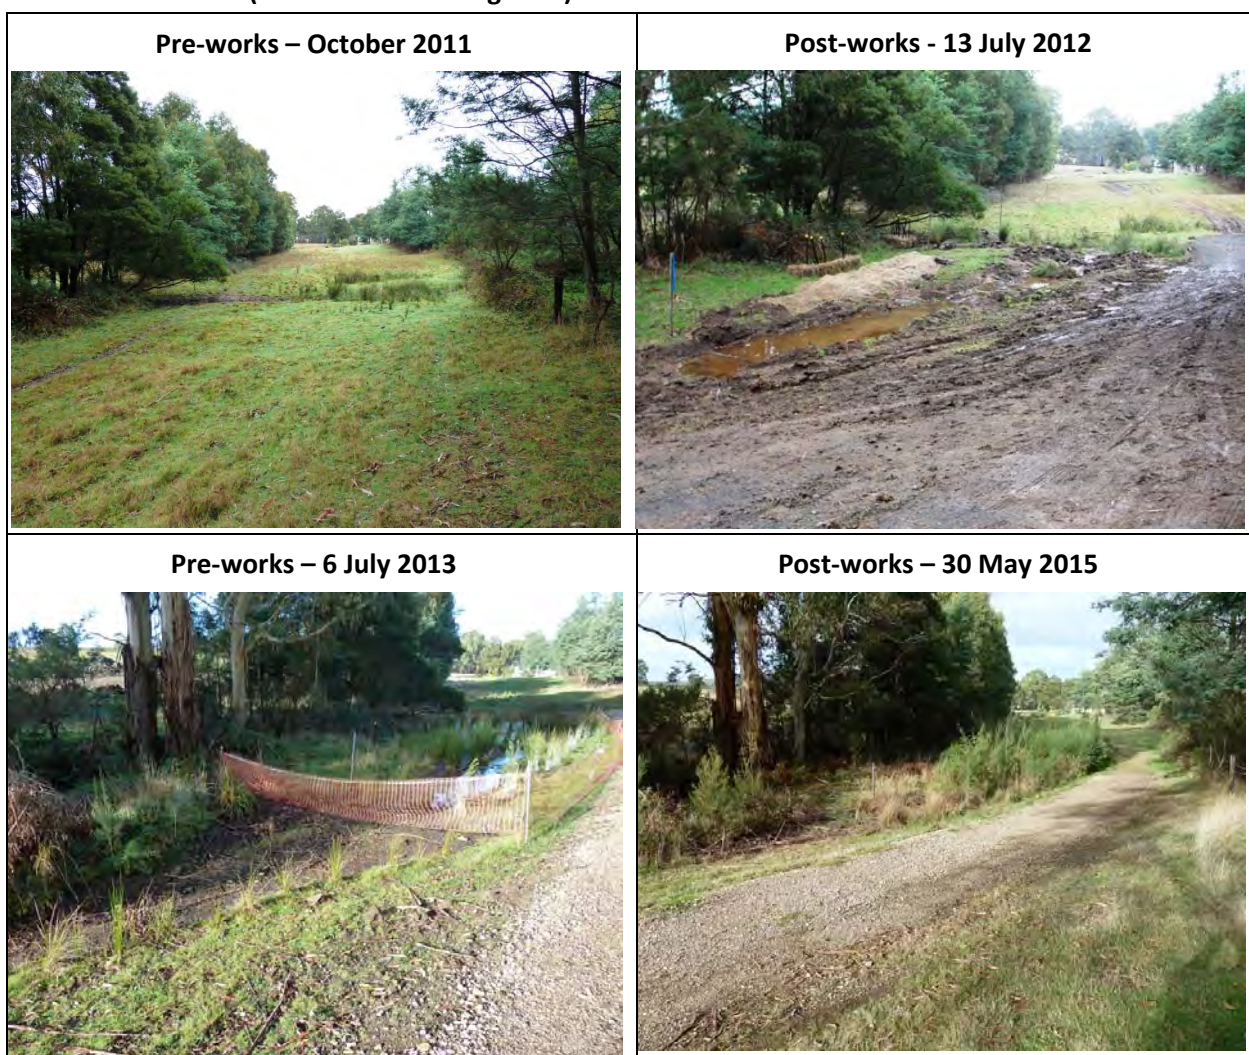 Pre-works – October 2011
Post-works - 13 July 2012
Pre-works – 6 July 2013
Post-works – 30 May 2015